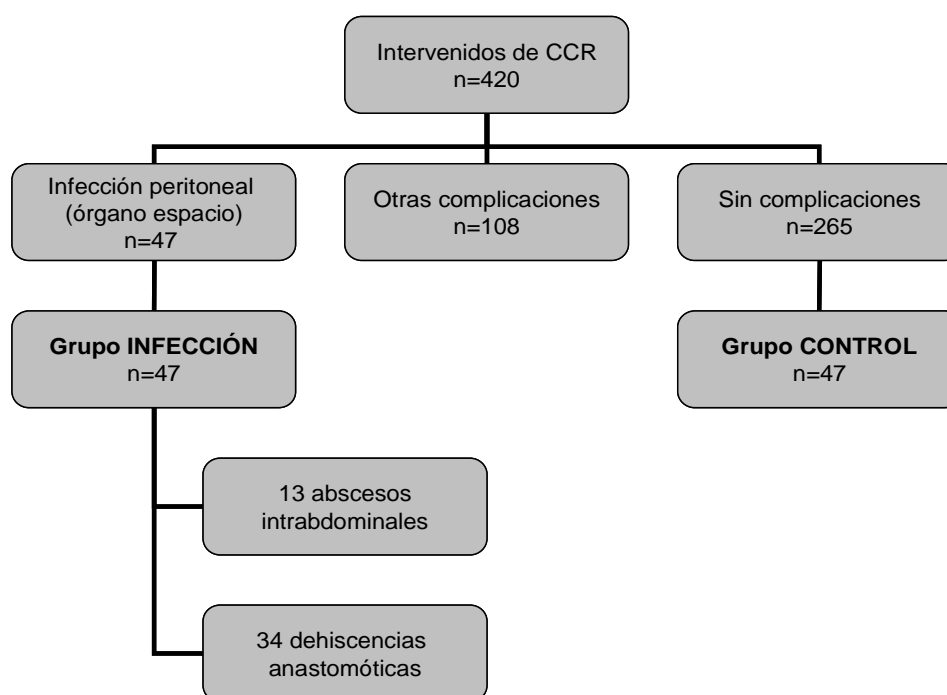 Intervenidos de CCR
n=420
Infección peritoneal
(órgano espacio)
n=47
Otras complicaciones
n=108
Sin complicaciones
n=265
Grupo INFECCIÓN
n=47
Grupo CONTROL
n=47
13 abscesos
intrabdominales
34 dehiscencias
anastomóticas